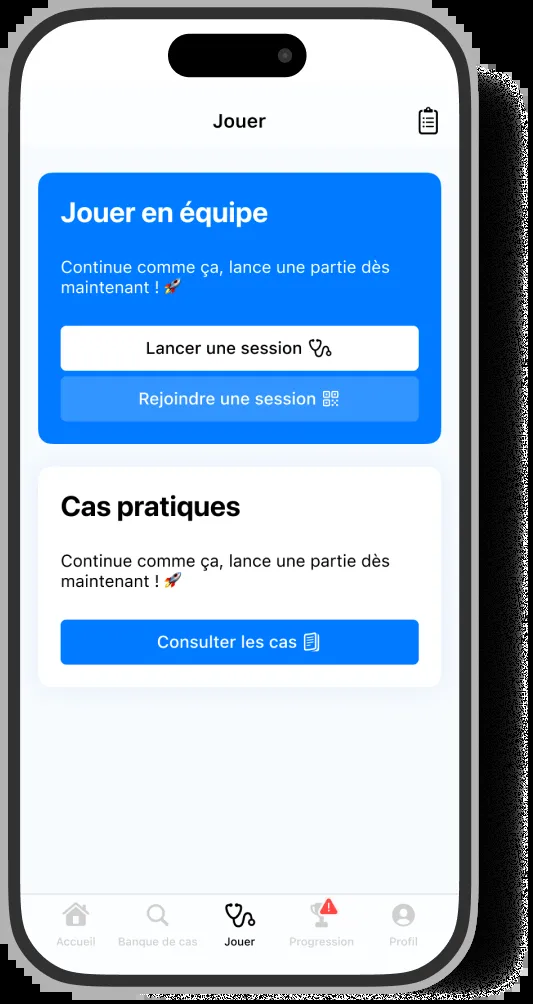 Jouer
Jouer en équipe
Continue comme ça, lance une partie dès
maintenant ! 🚀
Lancer une session
Rejoindre une session
Cas pratiques
Continue comme ça, lance une partie dès
maintenant ! 🚀
Consulter les cas
Accueil
Banque de cas
Jouer
Progression
Profil